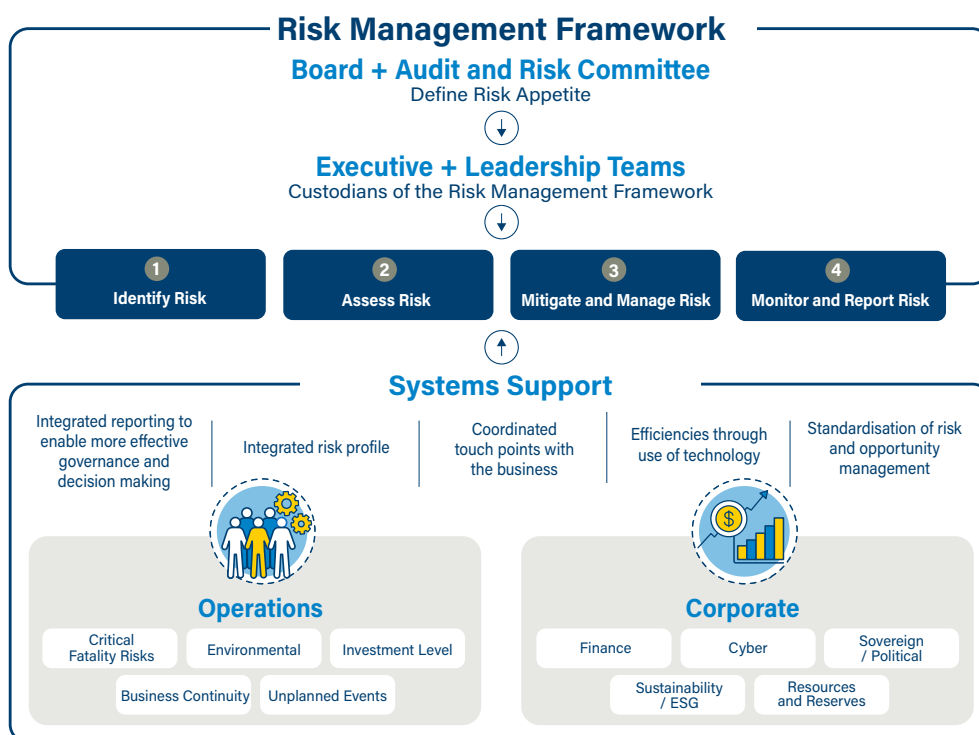 Risk Management Framework
Board + Audit and Risk Committee
Define Risk Appetite
Executive + Leadership Teams
Custodians of the Risk Management Framework
1
Identify Risk
2
Assess Risk
3
Mitigate and Manage Risk
4
Monitor and Report Risk
Systems Support
Integrated reporting to
enable more effective
governance and
decision making
Integrated risk profile
Coordinated
touch points with
the business
Efficiencies through
use of technology
Standardisation of risk
and opportunity
management
$
Operations
Critical
Fatality Risks
Environmental
Investment Level
Business Continuity
Unplanned Events
Corporate
Finance
Cyber
Sovereign
/ Political
Sustainability
/ ESG
Resources
and Reserves